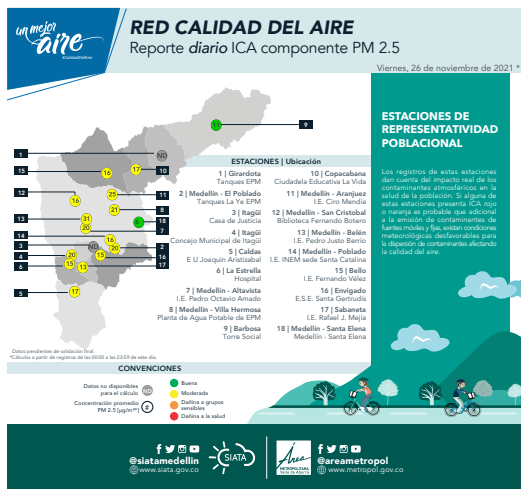 un mejor
aire
#CalidadDelAire
RED CALIDAD DEL AIRE
Reporte diario ICA componente PM 2.5
Viernes, 26 de noviembre de 2021 *
ESTACIONES DE
REPRESENTATIVIDAD
POBLACIONAL
Los registros de estas estaciones
dan cuenta del impacto real de los
contaminantes atmosféricos en la
salud de la población. Si alguna de
estas estaciones presenta ICA rojo
o naranja es probable que adicional
a la emisión de contaminantes de
fuentes móviles y fijas, existan condiciones
meteorológicas desfavorables para
la dispersión de contaminantes afectando
la calidad del aire.
11
9
1
ND
15
16
17
10
12
16
25
11
21
8
13
31
18
20
7
14
16
3
ND
20
2
4
20
15
16
6
15
13
17
5
17
ESTACIONES | Ubicación
1 | Girardota
Tanques EPM
2 | Medellín - El Poblado
Tanques La Ye EPM
3 | Itagüí
Casa de Justicia
4 | Itagüí
Concejo Municipal de Itagüí
5 | Caldas
E U Joaquín Aristizabal
6 | La Estrella
Hospital
7 | Medellín - Altavista
I.E. Pedro Octavio Amado
8 | Medellín - Villa Hermosa
Planta de Agua Potable de EPM
9 | Barbosa
Torre Social
10 | Copacabana
Ciudadela Educativa La Vida
11 | Medellín - Aranjuez
I.E. Ciro Mendía
12 | Medellín - San Cristobal
Biblioteca Fernando Botero
13 | Medellín - Belén
I.E. Pedro Justo Berrio
14 | Medellín - Poblado
I.E. INEM sede Santa Catalina
15 | Bello
I.E. Fernando Vélez
16 | Envigado
E.S.E. Santa Gertrudis
17 | Sabaneta
I.E. Rafael J. Mejía
18 | Medellín - Santa Elena
Medellín - Santa Elena
Datos pendientes de validación final.
*Cálculos a partir de registros de las 00:00 a las 23:59 de este día.
CONVENCIONES
Datos no disponibles
para el cálculo
ND
Concentración promedio
PM 2.5 [µg/m³]
#
Buena
Moderada
Dañina a grupos
sensibles
Dañina a la salud
@siatamedellin
www.siata.gov.co
SIATA
Área
METROPOLITANA
Valle de Aburrá
@areametropol
www.metropol.gov.co